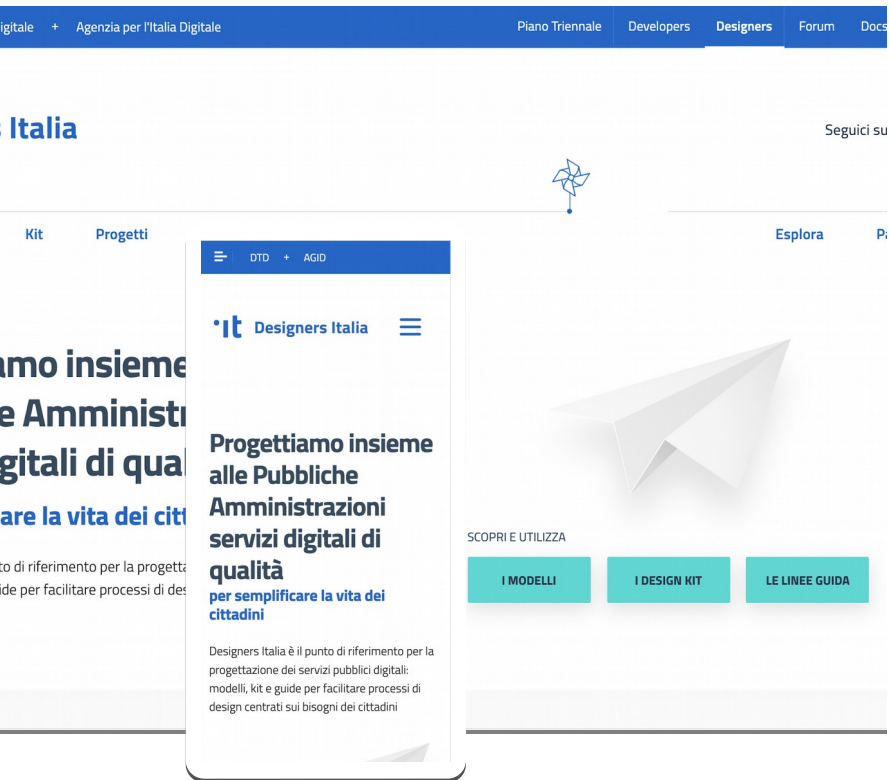 igitale + Agenzia per l'Italia Digitale
Piano Triennale Developers Designers Forum Docs
Italia
Seguici su
Kit Progetti
Esplora
amo insieme
e Amminist
gitali di qual
are la vita dei citt
to di riferimento per la progetta
ide per facilitare processi di des
DTD + AGID
Designers Italia
Progettiamo insieme
alle Pubbliche
Amministrazioni
servizi digitali di
qualità
per semplificare la vita dei
cittadini
Designers Italia è il punto di riferimento per la
progettazione dei servizi pubblici digitali:
modelli, kit e guide per facilitare processi di
design centrati sui bisogni dei cittadini
SCOPRI E UTILIZZA
I MODELLI
I DESIGN KIT
LE LINEE GUIDA